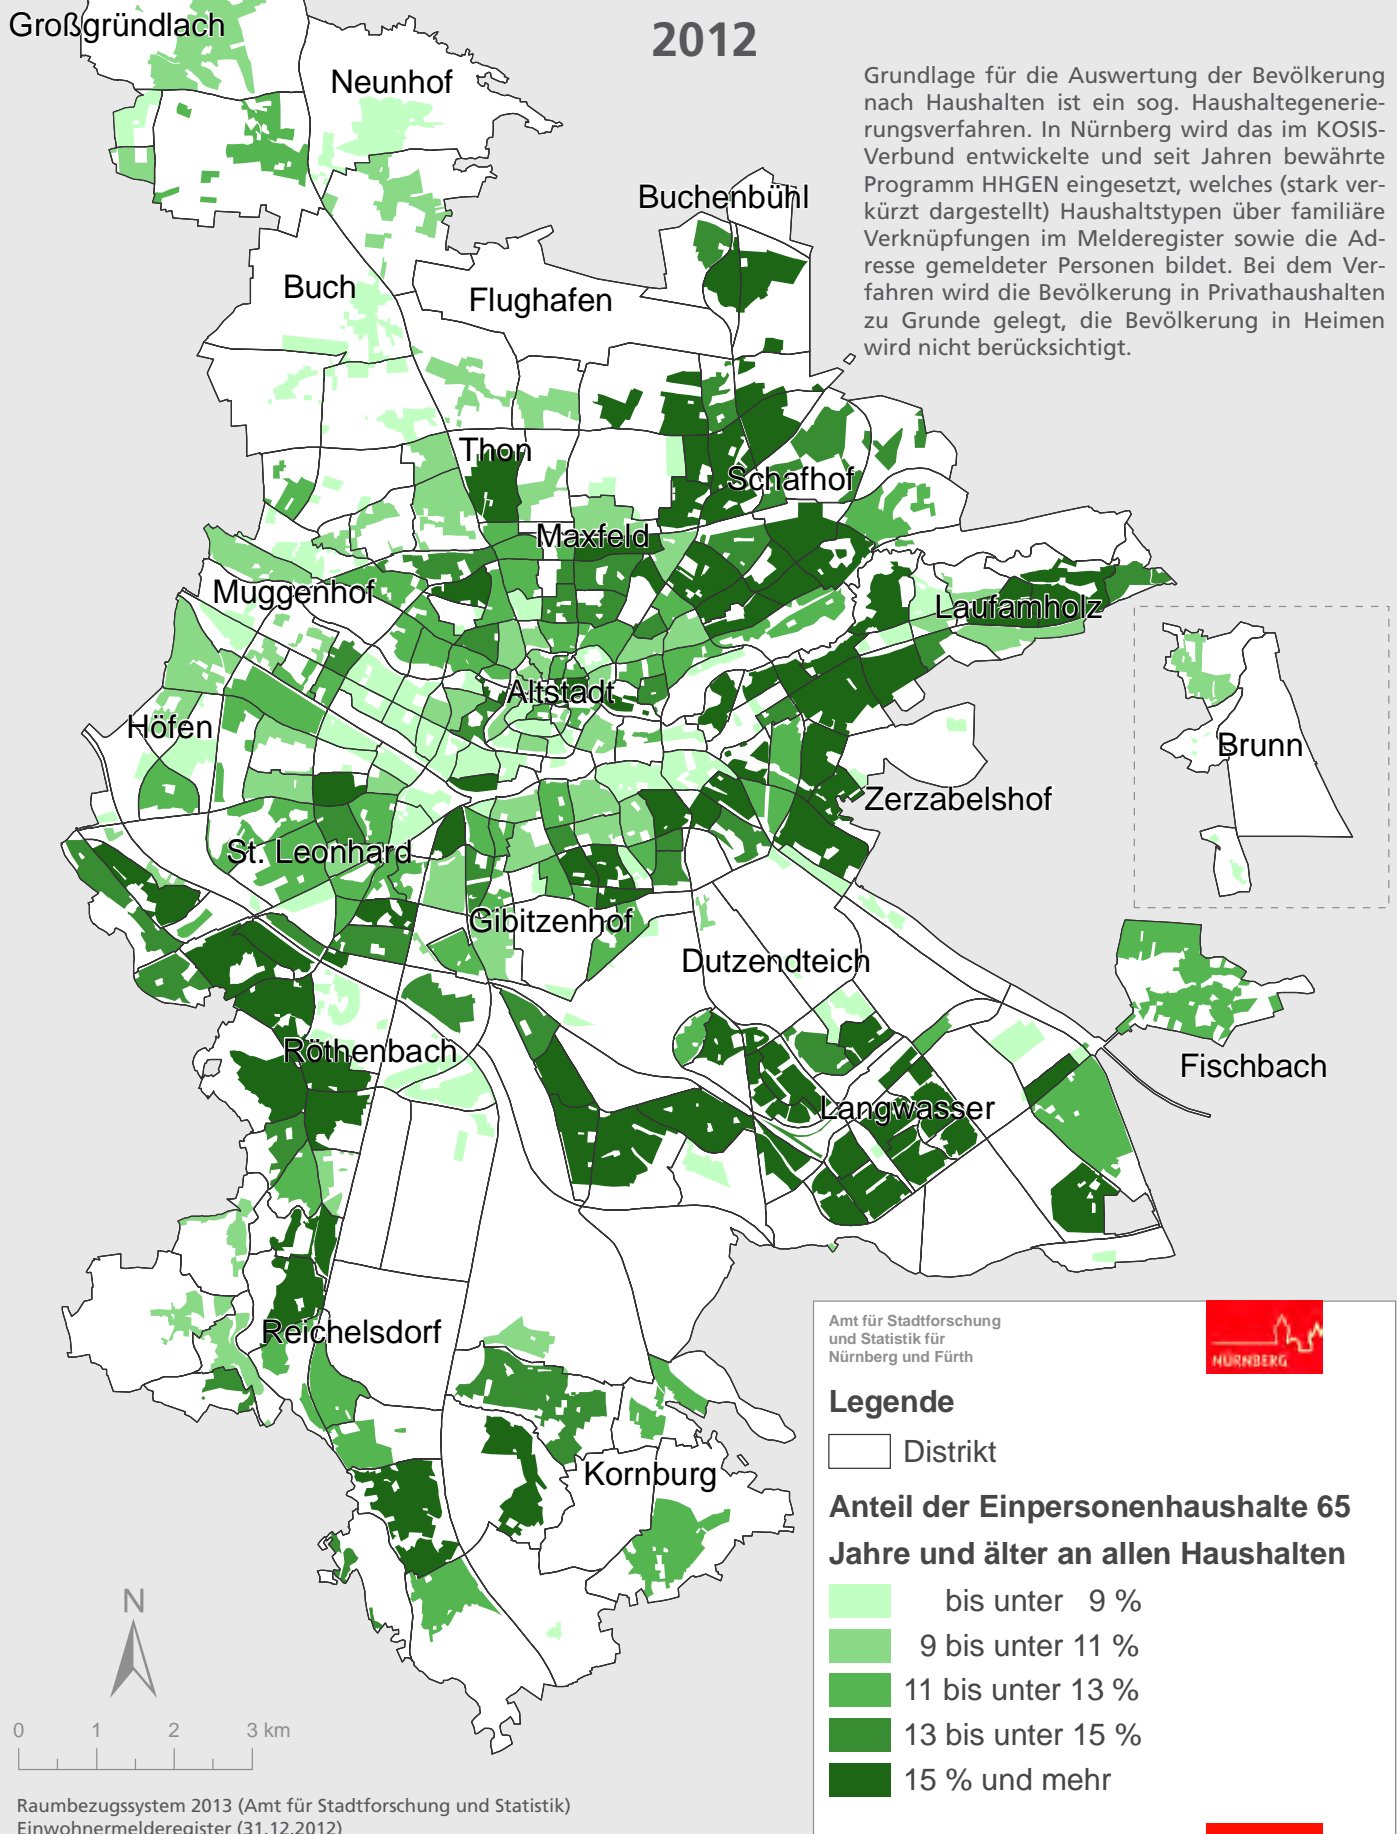 2012
Grundlage für die Auswertung der Bevölkerung
nach Haushalten ist ein sog. Haushaltegenerie-
rungsverfahren. In Nürnberg wird das im KOSIS-
Verbund entwickelte und seit Jahren bewährte
Programm HHGEN eingesetzt, welches (stark ver-
kürzt dargestellt) Haushaltstypen über familiäre
Verknüpfungen im Melderegister sowie die Ad-
resse gemeldeter Personen bildet. Bei dem Ver-
fahren wird die Bevölkerung in Privathaushalten
zu Grunde gelegt, die Bevölkerung in Heimen
wird nicht berücksichtigt.
Großgründlach
Neunhof
Buchenbühl
Buch
Flughafen
Thon
Schafhof
Maxfeld
Muggenhof
Laufamholz
Altstadt
Höfen
Brunn
Zerzabelshof
St. Leonhard
Gibitzenhof
Dutzendteich
Röthenbach
Fischbach
Langwasser
Reichelsdorf
Kornburg
N
0 1 2 3 km
Raumbezugssystem 2013 (Amt für Stadtforschung und Statistik)
Einwohnermelderegister (31.12.2012)
Amt für Stadtforschung
und Statistik für
Nürnberg und Fürth
NÜRNBERG
Legende
Distrikt
Anteil der Einpersonenhaushalte 65
Jahre und älter an allen Haushalten
bis unter 9 %
9 bis unter 11 %
11 bis unter 13 %
13 bis unter 15 %
15 % und mehr